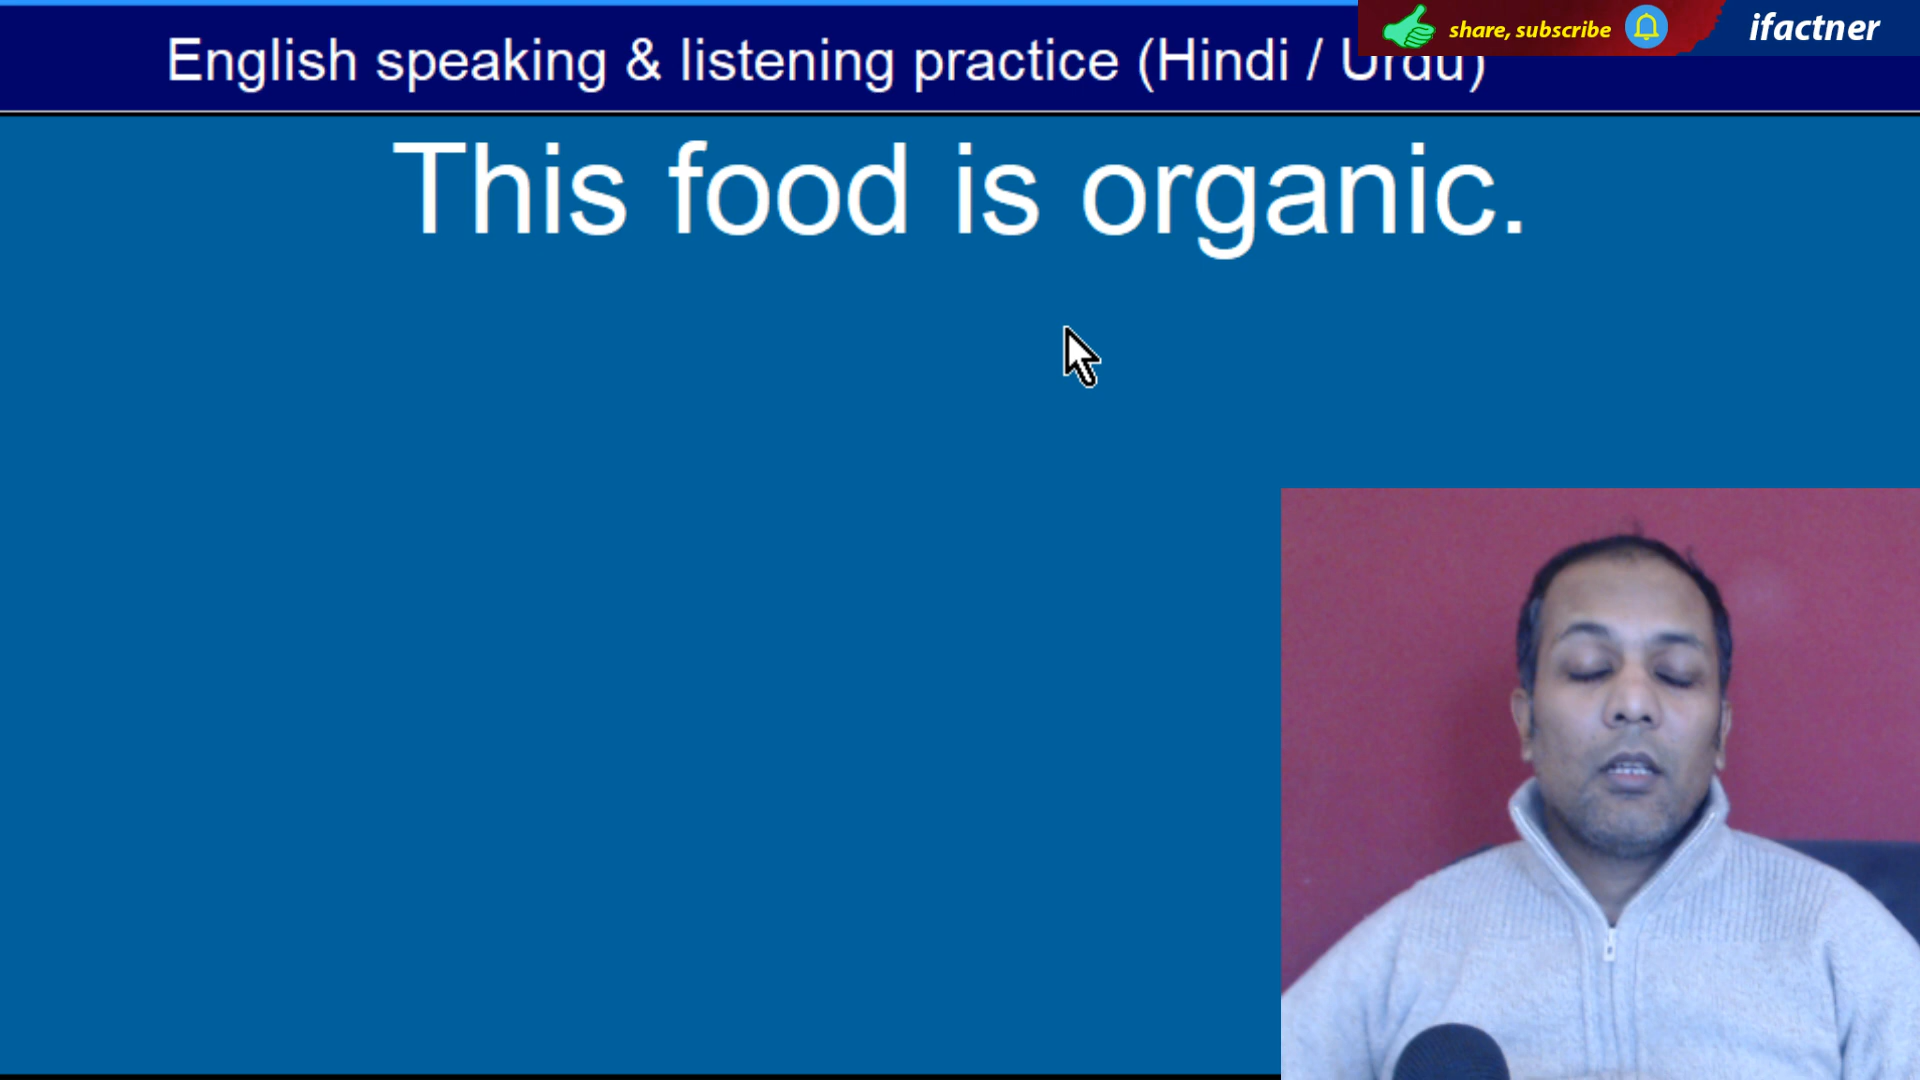 share, subscribe
ifactner
English speaking & listening practice (Hindi / Urdu)
This food is organic.